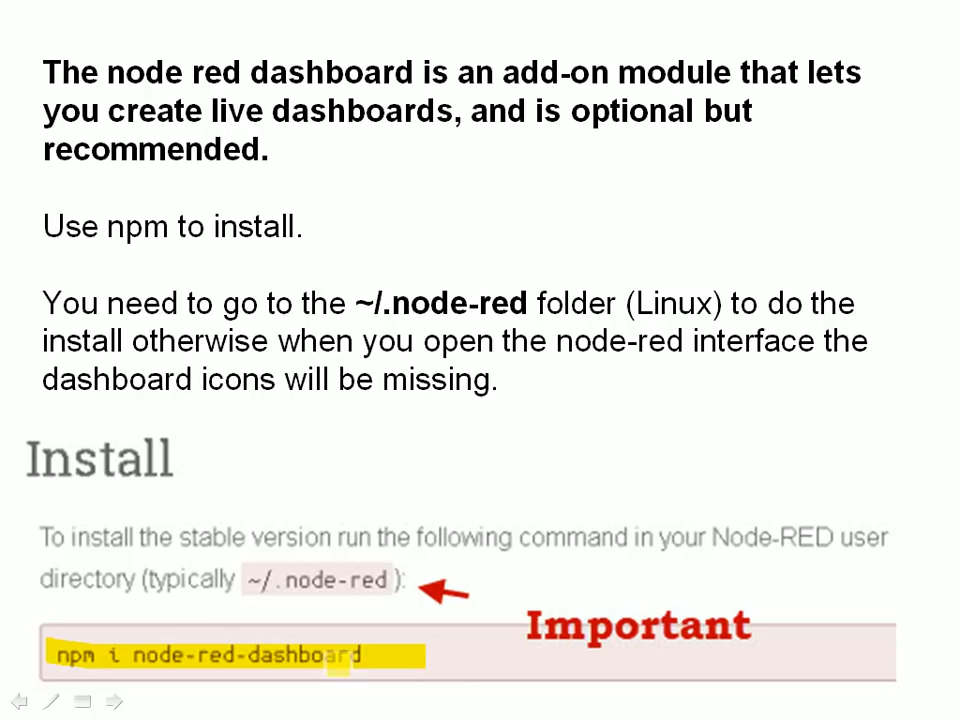 The node red dashboard is an add-on module that lets
you create live dashboards, and is optional but
recommended.
Use npm to install.
You need to go to the ~/.node-red folder (Linux) to do the
install otherwise when you open the node-red interface the
dashboard icons will be missing.
Install
To install the stable version run the following command in your Node-RED user
directory (typically ~/.node-red ):
Important
npm i node-red-dashboard